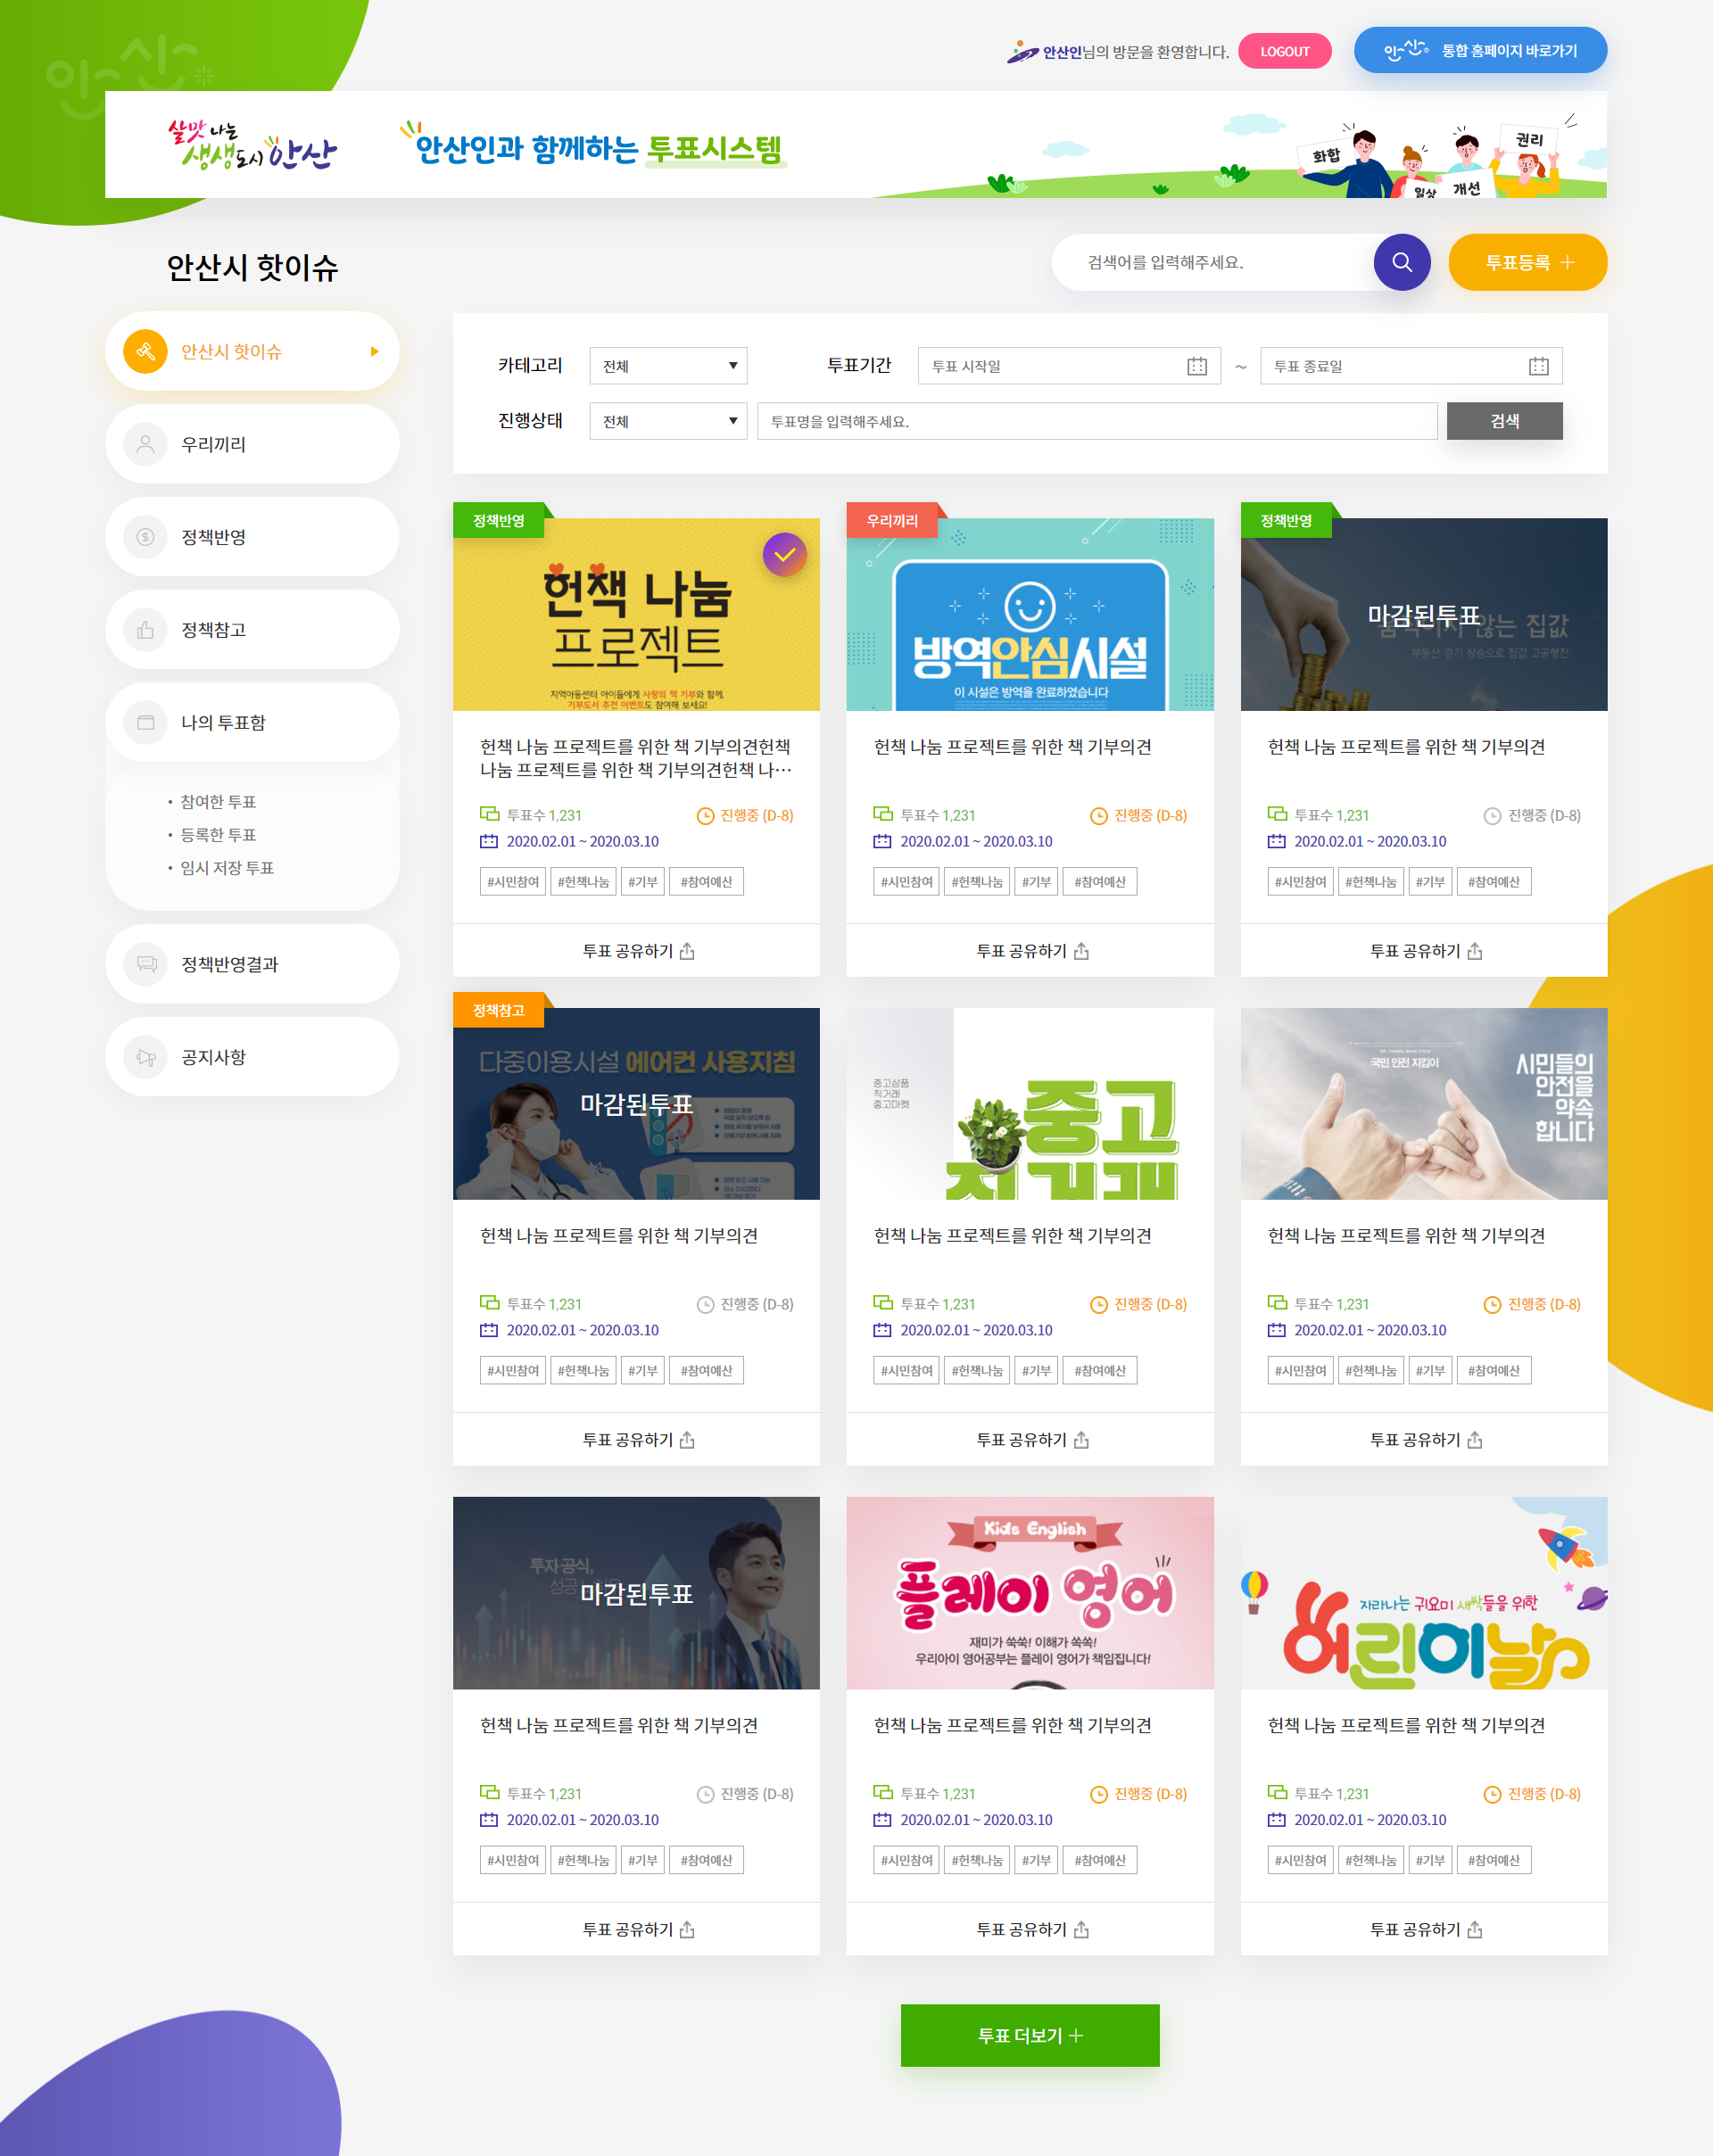 안산
안산인님의 방문을 환영합니다.
LOGOUT
안산 통합 홈페이지 바로가기
살맛 나는
생생도시 안산
안산인과 함께하는 투표시스템
화합
일상
개선
권리
안산시 핫이슈
검색어를 입력해주세요.
투표등록
안산시 핫이슈
우리끼리
정책반영
정책참고
나의 투표함
· 참여한 투표
· 등록한 투표
· 임시 저장 투표
정책반영결과
공지사항
카테고리
전체
투표기간
투표 시작일
~
투표 종료일
진행상태
전체
투표명을 입력해주세요.
검색
정책반영
헌책 나눔
프로젝트
지역아동센터 아이들에게 사랑의 책 기부와 함께,
기부도서 추천 이벤트도 참여해 보세요!
헌책 나눔 프로젝트를 위한 책 기부의견헌책
나눔 프로젝트를 위한 책 기부의견헌책 나…
투표수 1,231
진행중 (D-8)
2020.02.01 ~ 2020.03.10
#시민참여 #헌책나눔 #기부 #참여예산
투표 공유하기
우리끼리
방역안심시설
이 시설은 방역을 완료하였습니다
헌책 나눔 프로젝트를 위한 책 기부의견
투표수 1,231
진행중 (D-8)
2020.02.01 ~ 2020.03.10
#시민참여 #헌책나눔 #기부 #참여예산
투표 공유하기
정책반영
마감된투표
않는 집값
부동산 경기 상승으로 집값 고공행진
헌책 나눔 프로젝트를 위한 책 기부의견
투표수 1,231
진행중 (D-8)
2020.02.01 ~ 2020.03.10
#시민참여 #헌책나눔 #기부 #참여예산
투표 공유하기
정책참고
다중이용시설 에어컨 사용지침
마감된투표
헌책 나눔 프로젝트를 위한 책 기부의견
투표수 1,231
진행중 (D-8)
2020.02.01 ~ 2020.03.10
#시민참여 #헌책나눔 #기부 #참여예산
투표 공유하기
중고상품
직거래
중고마켓
중고
직거래
헌책 나눔 프로젝트를 위한 책 기부의견
투표수 1,231
진행중 (D-8)
2020.02.01 ~ 2020.03.10
#시민참여 #헌책나눔 #기부 #참여예산
투표 공유하기
국민 안전 지킴이
시민들의
안전을
약속
합니다
헌책 나눔 프로젝트를 위한 책 기부의견
투표수 1,231
진행중 (D-8)
2020.02.01 ~ 2020.03.10
#시민참여 #헌책나눔 #기부 #참여예산
투표 공유하기
투자 공식,
성공
마감된투표
헌책 나눔 프로젝트를 위한 책 기부의견
투표수 1,231
진행중 (D-8)
2020.02.01 ~ 2020.03.10
#시민참여 #헌책나눔 #기부 #참여예산
투표 공유하기
Kids English
플레이 영어
재미가 쑥쑥! 이해가 쑥쑥!
우리아이 영어공부는 플레이 영어가 책임집니다!
헌책 나눔 프로젝트를 위한 책 기부의견
투표수 1,231
진행중 (D-8)
2020.02.01 ~ 2020.03.10
#시민참여 #헌책나눔 #기부 #참여예산
투표 공유하기
자라나는 귀요미 새싹들을 위한
어린이날
헌책 나눔 프로젝트를 위한 책 기부의견
투표수 1,231
진행중 (D-8)
2020.02.01 ~ 2020.03.10
#시민참여 #헌책나눔 #기부 #참여예산
투표 공유하기
투표 더보기